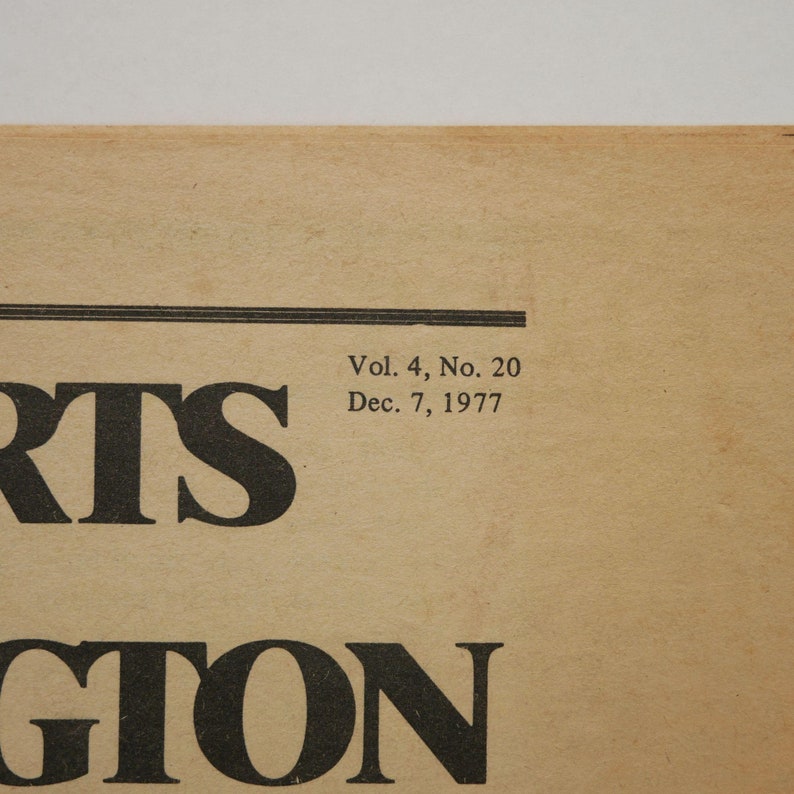 Vol. 4, No. 20
Dec. 7, 1977
RTS
GTON